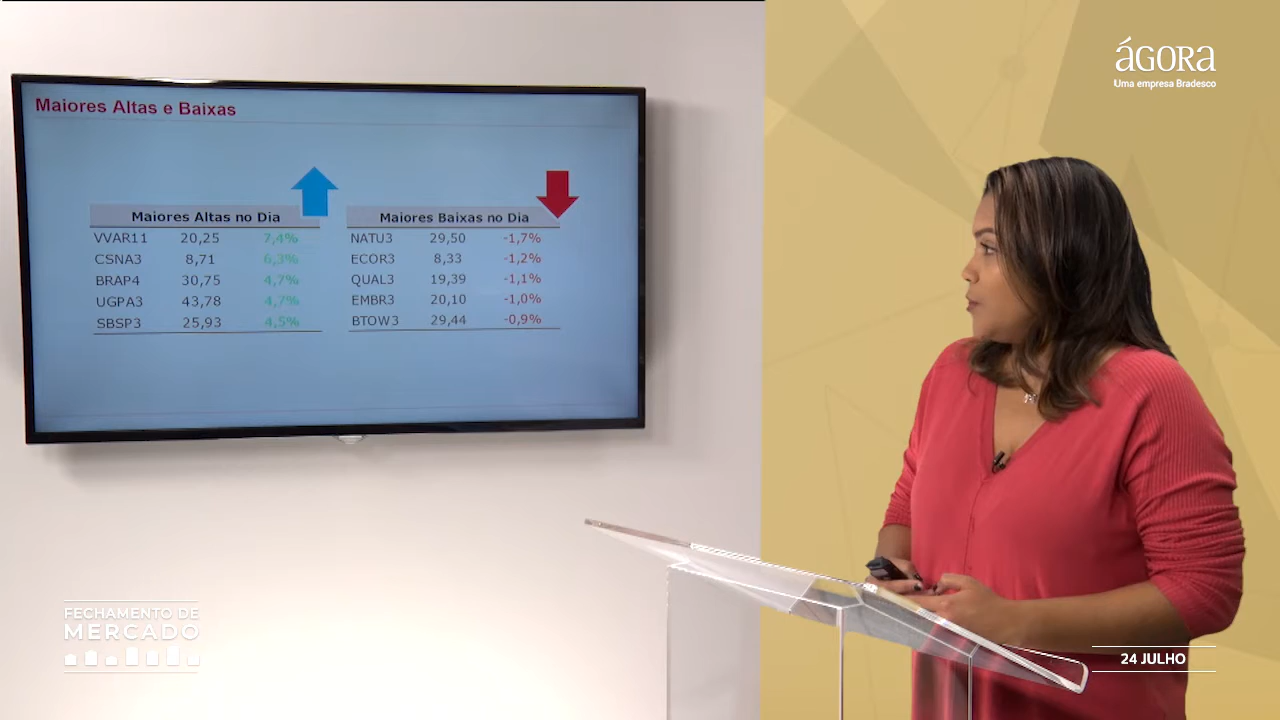 Maiores Altas e Baixas
Maiores Altas no Dia
VVAR11 20,25 7,4%
CSNA3 8,71 6,3%
BRAP4 30,75 4,7%
UGPA3 43,78 4,7%
SBSP3 25,93 4,5%
Maiores Baixas no Dia
NATU3 29,50 -1,7%
ECOR3 8,33 -1,2%
QUAL3 19,39 -1,1%
EMBR3 20,10 -1,0%
BTOW3 29,44 -0,9%
ágora
Uma empresa Bradesco
FECHAMENTO DE
MERCADO
24 JULHO